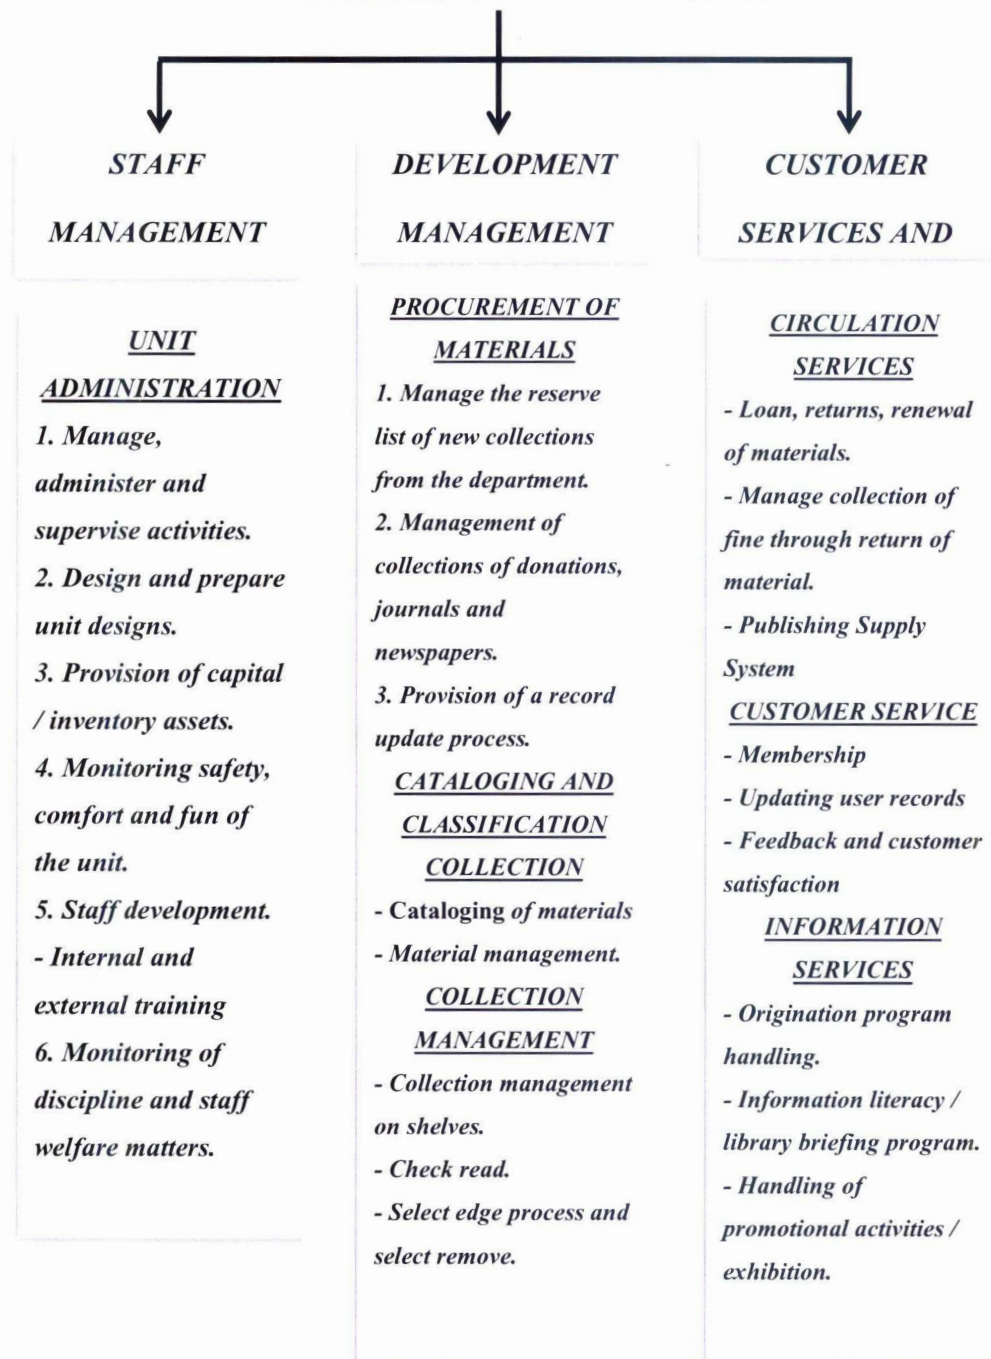 STAFF
MANAGEMENT
UNIT
ADMINISTRATION
1. Manage,
administer and
supervise activities.
2. Design and prepare
unit designs.
3. Provision of capital
/ inventory assets.
4. Monitoring safety,
comfort and fun of
the unit.
5. Staff development.
- Internal and
external training
6. Monitoring of
discipline and staff
welfare matters.
DEVELOPMENT
MANAGEMENT
PROCUREMENT OF
MATERIALS
1. Manage the reserve
list of new collections
from the department.
2. Management of
collections of donations,
journals and
newspapers.
3. Provision of a record
update process.
CATALOGING AND
CLASSIFICATION
COLLECTION
- Cataloging of materials
- Material management.
COLLECTION
MANAGEMENT
- Collection management
on shelves.
- Check read.
- Select edge process and
select remove.
CUSTOMER
SERVICES AND
CIRCULATION
SERVICES
- Loan, returns, renewal
of materials.
- Manage collection of
fine through return of
material.
- Publishing Supply
System
CUSTOMER SERVICE
- Membership
- Updating user records
- Feedback and customer
satisfaction
INFORMATION
SERVICES
- Origination program
handling.
- Information literacy /
library briefing program.
- Handling of
promotional activities /
exhibition.